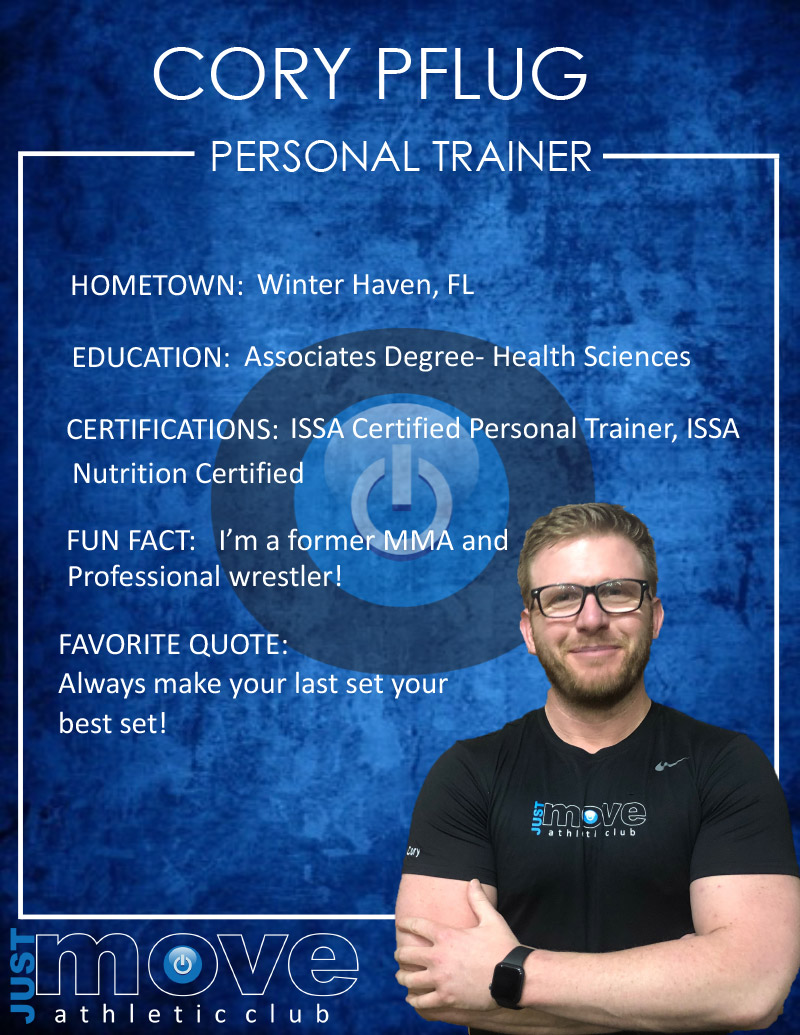 CORY PFLUG
PERSONAL TRAINER
HOMETOWN: Winter Haven, FL
EDUCATION: Associates Degree- Health Sciences
CERTIFICATIONS: ISSA Certified Personal Trainer, ISSA
Nutrition Certified
FUN FACT: I’m a former MMA and
Professional wrestler!
FAVORITE QUOTE:
Always make your last set your
best set!
JUST move
athletic club
Cory
JUST move
athletic club